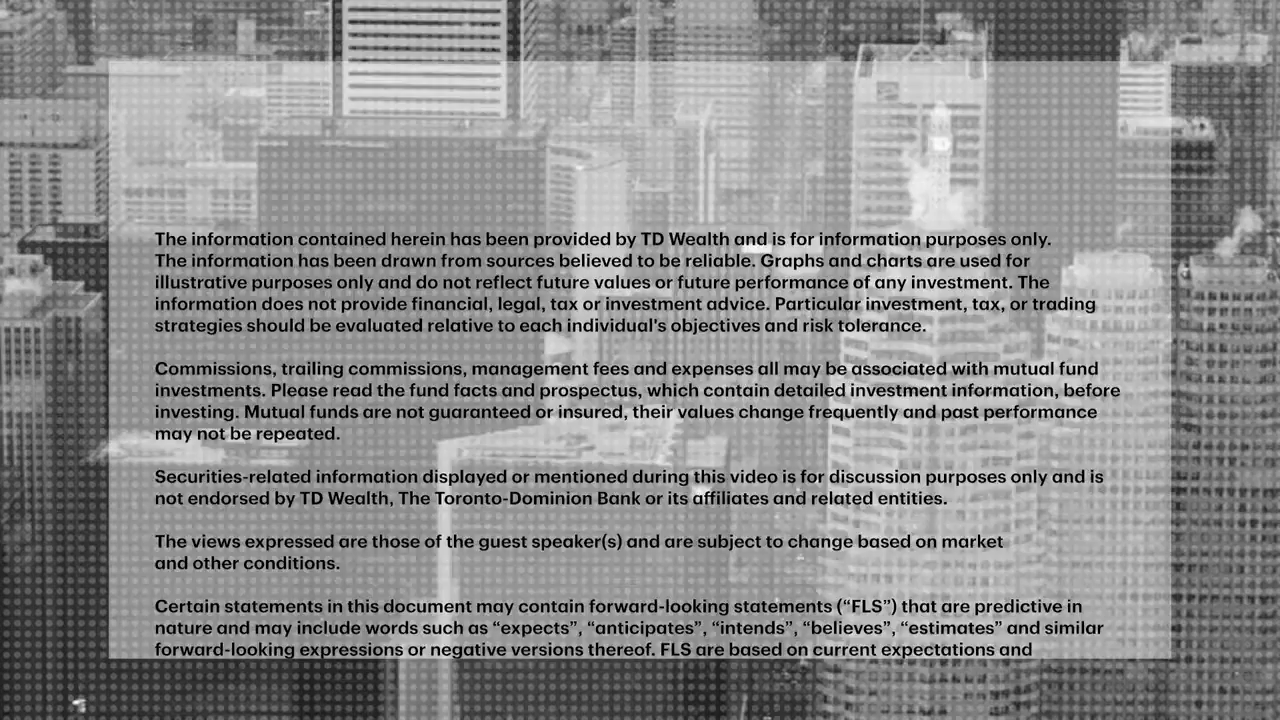 The information contained herein has been provided by TD Wealth and is for information purposes only.
The information has been drawn from sources believed to be reliable. Graphs and charts are used for
illustrative purposes only and do not reflect future values or future performance of any investment. The
information does not provide financial, legal, tax or investment advice. Particular investment, tax, or trading
strategies should be evaluated relative to each individual's objectives and risk tolerance.
Commissions, trailing commissions, management fees and expenses all may be associated with mutual fund
investments. Please read the fund facts and prospectus, which contain detailed investment information, before
investing. Mutual funds are not guaranteed or insured, their values change frequently and past performance
may not be repeated.
Securities-related information displayed or mentioned during this video is for discussion purposes only and is
not endorsed by TD Wealth, The Toronto-Dominion Bank or its affiliates and related entities.
The views expressed are those of the guest speaker(s) and are subject to change based on market
and other conditions.
Certain statements in this document may contain forward-looking statements (“FLS”) that are predictive in
nature and may include words such as “expects”, “anticipates”, “intends”, “believes”, “estimates” and similar
forward-looking expressions or negative versions thereof. FLS are based on current expectations and